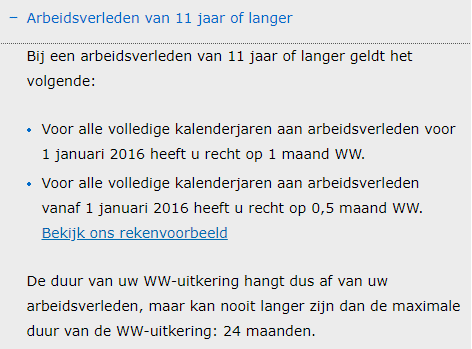 − Arbeidsverleden van 11 jaar of langer
Bij een arbeidsverleden van 11 jaar of langer geldt het
volgende:
• Voor alle volledige kalenderjaren aan arbeidsverleden voor
1 januari 2016 heeft u recht op 1 maand WW.
• Voor alle volledige kalenderjaren aan arbeidsverleden
vanaf 1 januari 2016 heeft u recht op 0,5 maand WW.
Bekijk ons rekenvoorbeeld
De duur van uw WW-uitkering hangt dus af van uw
arbeidsverleden, maar kan nooit langer zijn dan de maximale
duur van de WW-uitkering: 24 maanden.